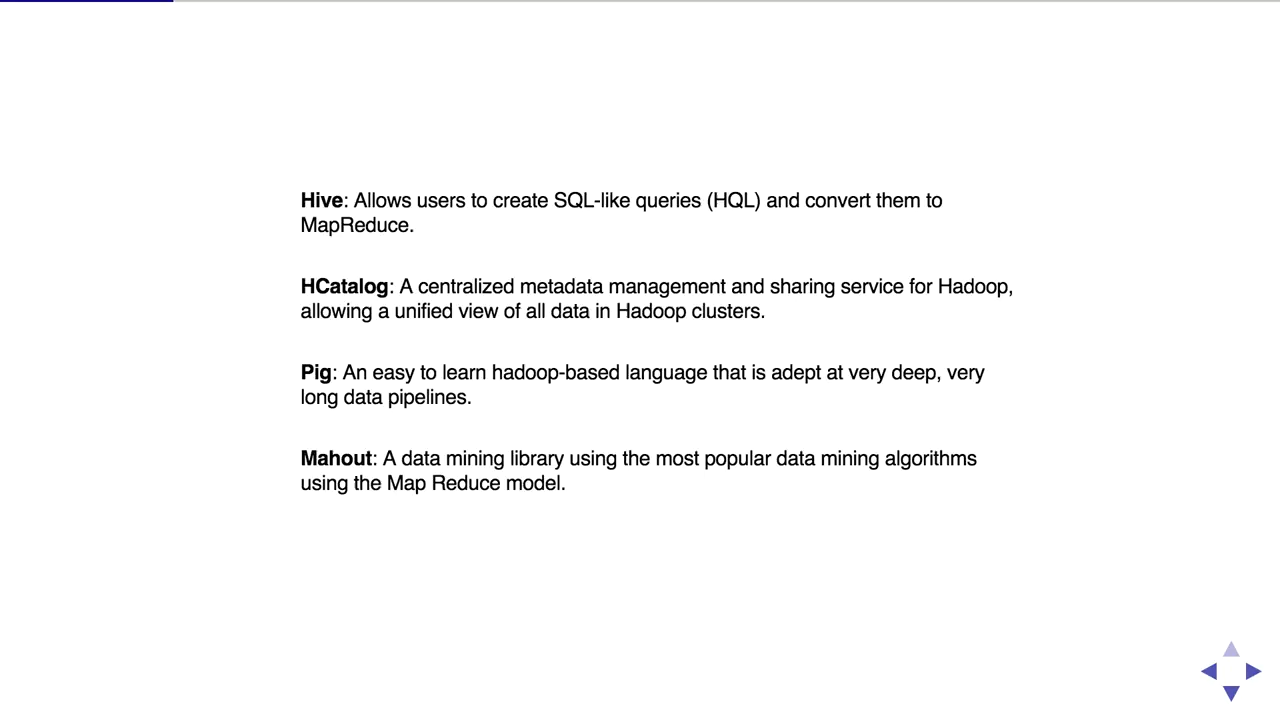 Hive: Allows users to create SQL-like queries (HQL) and convert them to
MapReduce.
HCatalog: A centralized metadata management and sharing service for Hadoop,
allowing a unified view of all data in Hadoop clusters.
Pig: An easy to learn hadoop-based language that is adept at very deep, very
long data pipelines.
Mahout: A data mining library using the most popular data mining algorithms
using the Map Reduce model.